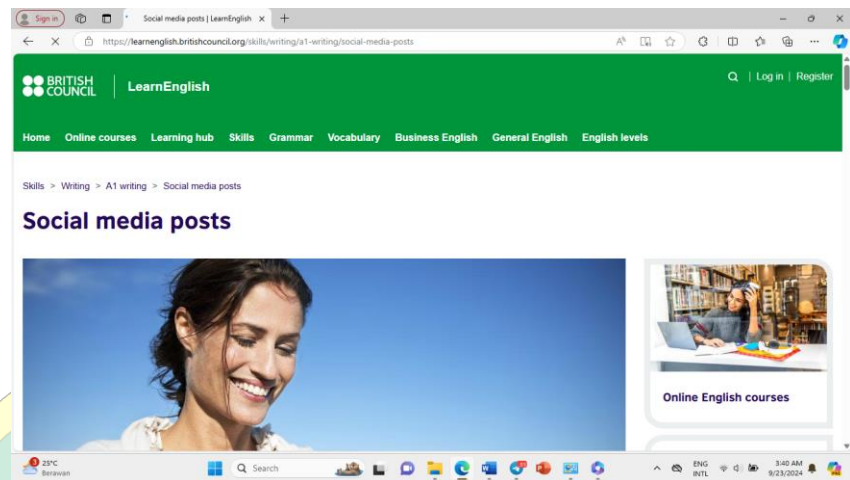 Sign in
Social media posts | LearnEnglish
https://learnenglish.britishcouncil.org/skills/writing/a1-writing/social-media-posts
BRITISH
COUNCIL
LearnEnglish
| Log in | Register
Home Online courses Learning hub Skills Grammar Vocabulary Business English General English English levels
Skills > Writing > A1 writing > Social media posts
Social media posts
Online English courses
25°C
Berawan
Search
ENG
INTL
3:40 AM
9/23/2024